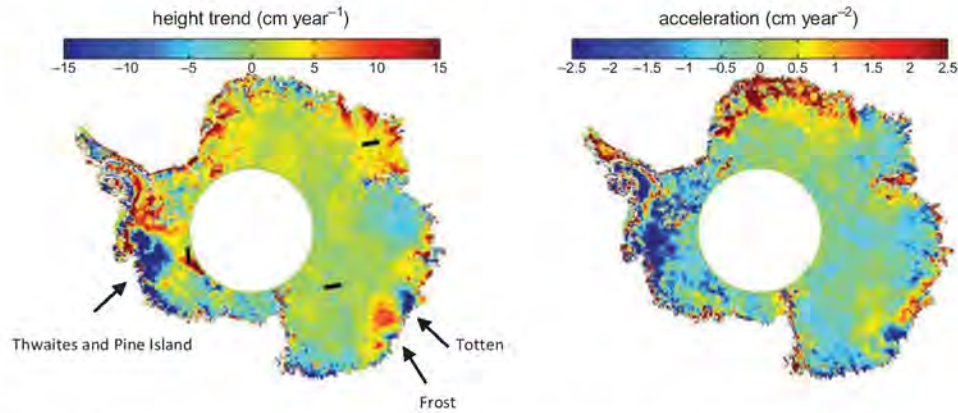 height trend (cm year⁻¹)
−15 −10 −5 0 5 10 15
acceleration (cm year⁻²)
−2.5 −2 −1.5 −1 −0.5 0 0.5 1 1.5 2 2.5
Thwaites and Pine Island
Totten
Frost